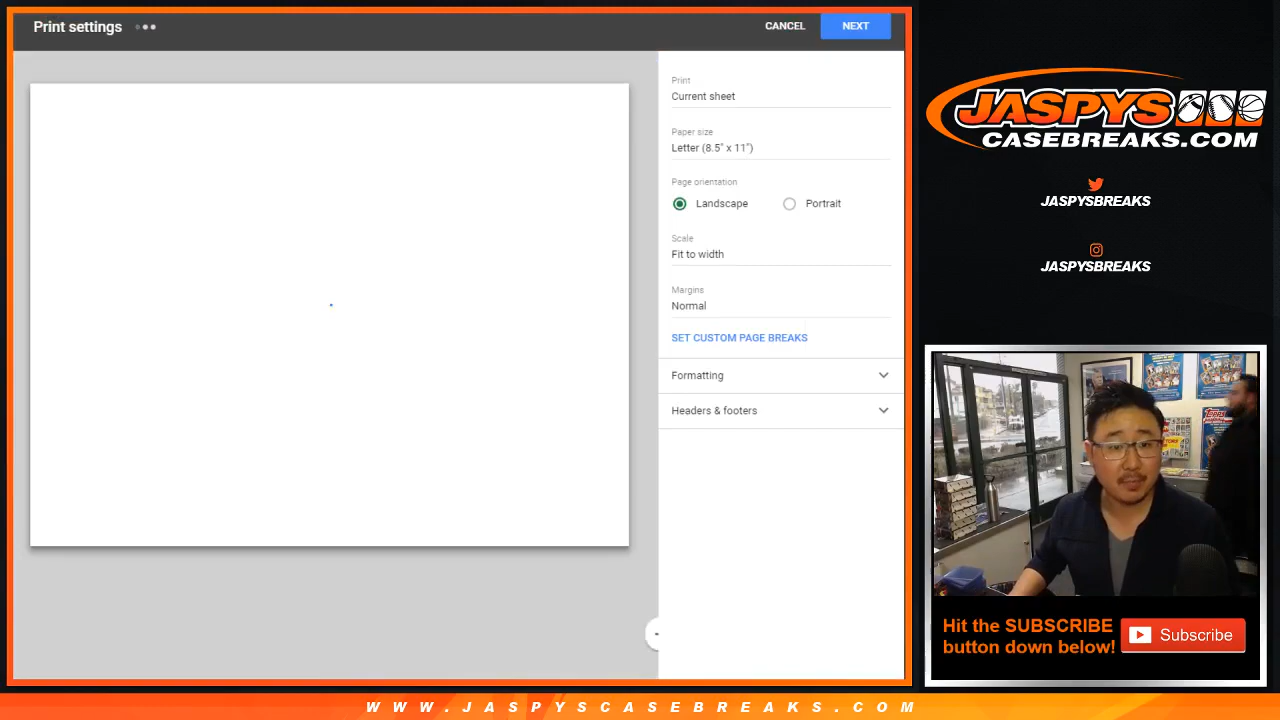 Print settings
CANCEL
NEXT
Print
Current sheet
Paper size
Letter (8.5" x 11")
Page orientation
Landscape
Portrait
Scale
Fit to width
Margins
Normal
SET CUSTOM PAGE BREAKS
Formatting
Headers & footers
JASPYS
CASEBREAKS.COM
JASPYSBREAKS
JASPYSBREAKS
Hit the SUBSCRIBE
button down below!
Subscribe
WWW.JASPYSCASEBREAKS.COM